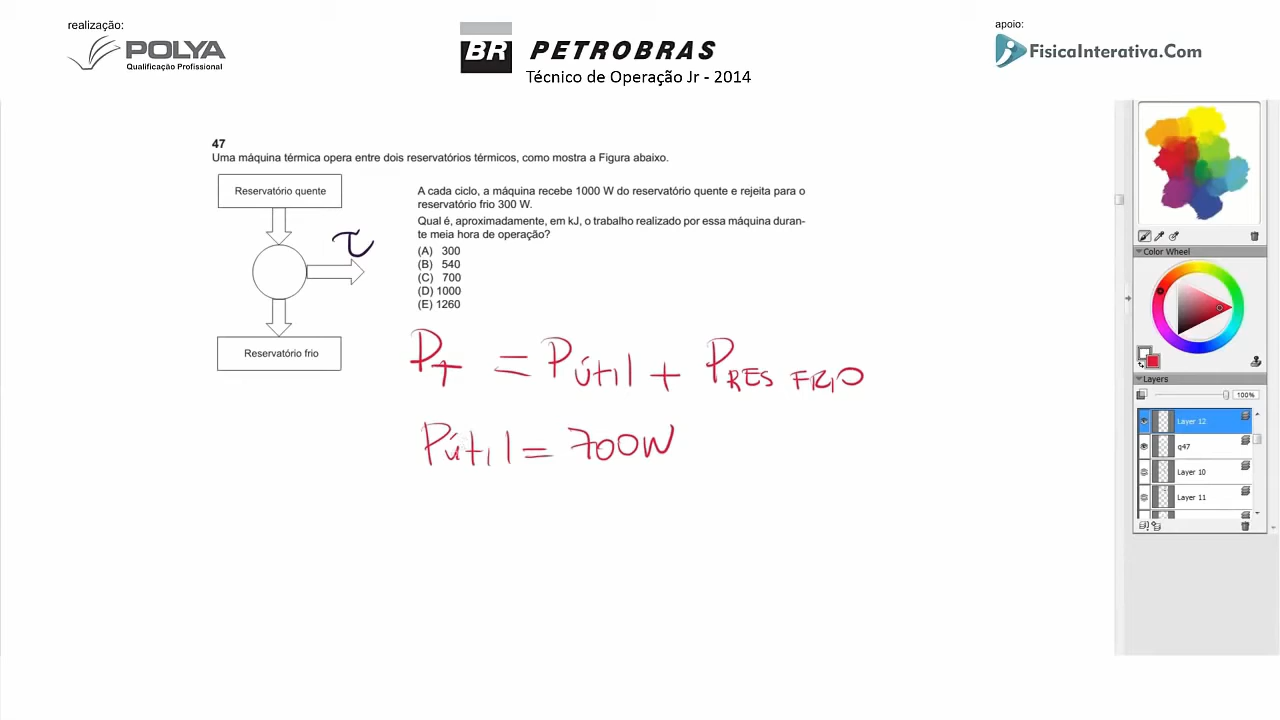 realização:
POLYA
Qualificação Profissional
BR PETROBRAS
Técnico de Operação Jr - 2014
apoio:
FisicaInterativa.Com
47
Uma máquina térmica opera entre dois reservatórios térmicos, como mostra a Figura abaixo.
Reservatório quente
τ
Reservatório frio
A cada ciclo, a máquina recebe 1000 W do reservatório quente e rejeita para o
reservatório frio 300 W.
Qual é, aproximadamente, em kJ, o trabalho realizado por essa máquina duran-
te meia hora de operação?
(A) 300
(B) 540
(C) 700
(D) 1000
(E) 1260
PT = Pútil + PRES FRIO
Pútil = 700W
Color Wheel
Layers
100%
Layer 12
q47
Layer 10
Layer 11